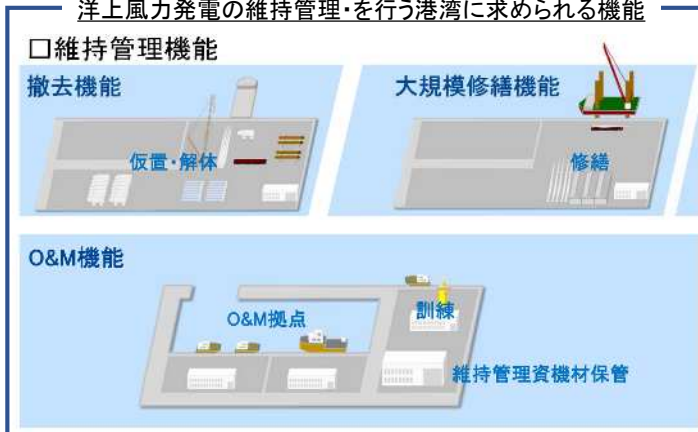 洋上風力発電の維持管理・を行う港湾に求められる機能
□維持管理機能
撤去機能
大規模修繕機能
仮置・解体
修繕
O&M機能
O&M拠点
訓練
維持管理資機材保管